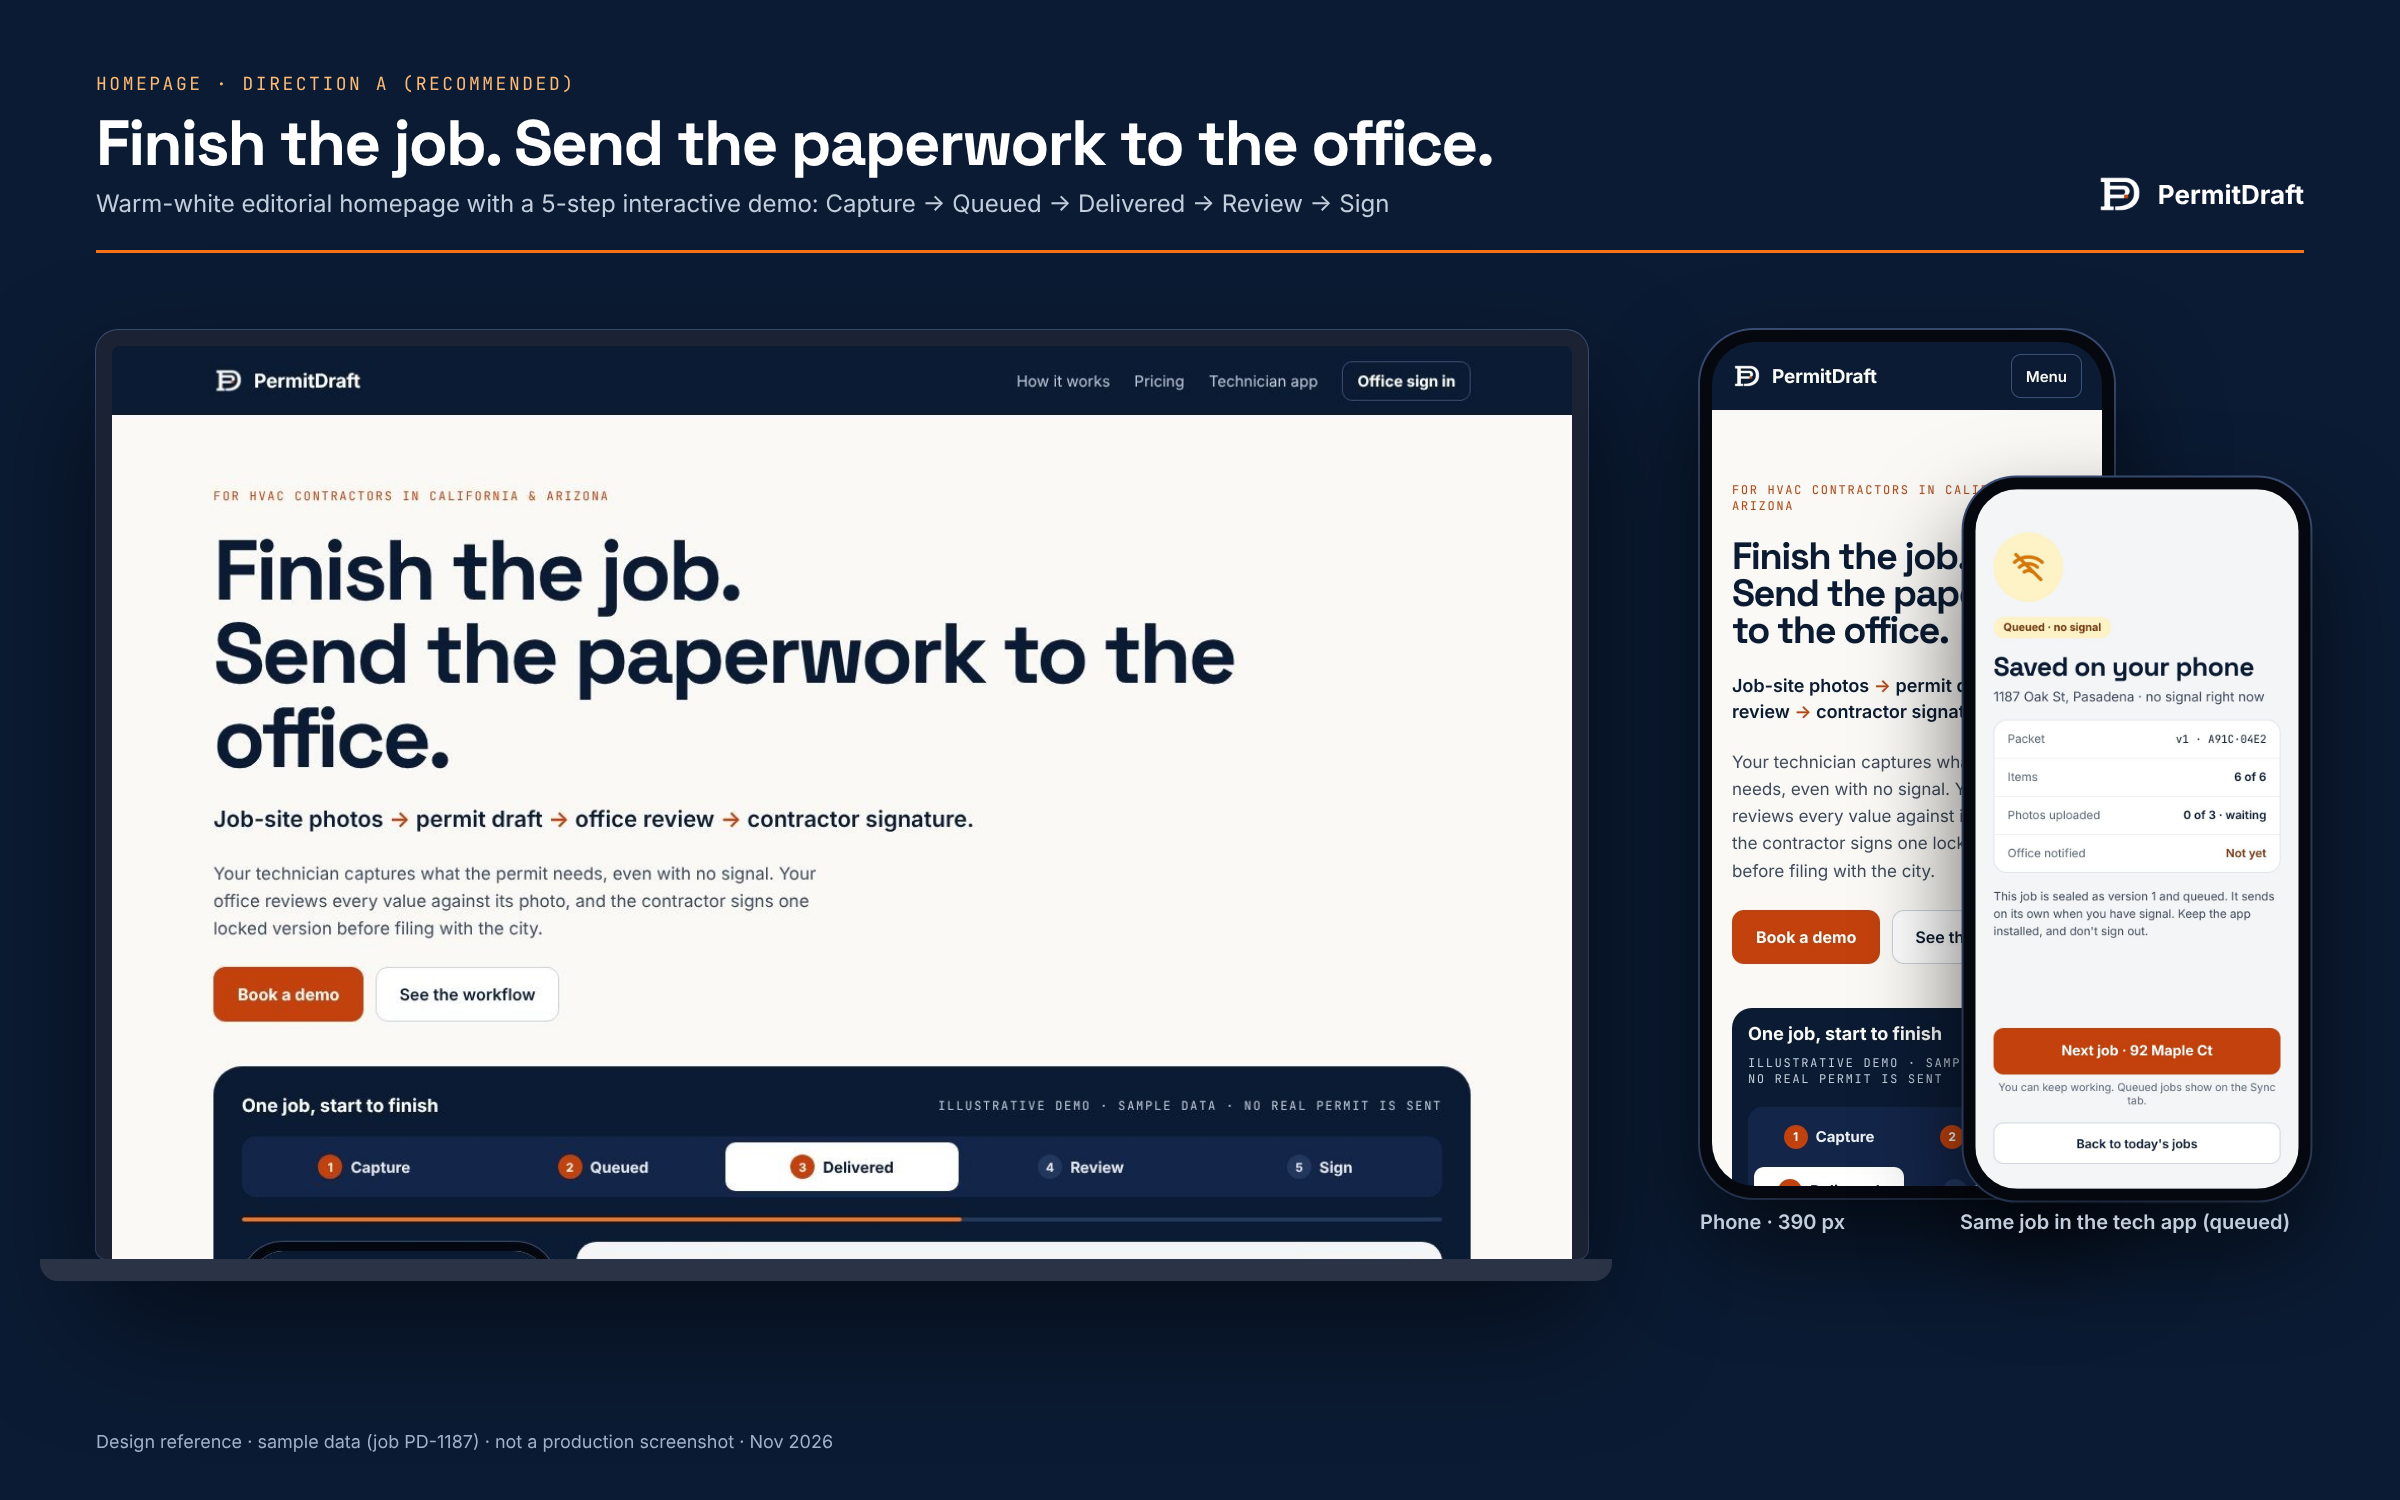 HOMEPAGE · DIRECTION A (RECOMMENDED)
Finish the job. Send the paperwork to the office.
Warm-white editorial homepage with a 5-step interactive demo: Capture → Queued → Delivered → Review → Sign
PermitDraft
PermitDraft
How it works
Pricing
Technician app
Office sign in
FOR HVAC CONTRACTORS IN CALIFORNIA & ARIZONA
Finish the job.
Send the paperwork to the
office.
Job-site photos → permit draft → office review → contractor signature.
Your technician captures what the permit needs, even with no signal. Your
office reviews every value against its photo, and the contractor signs one
locked version before filing with the city.
Book a demo
See the workflow
One job, start to finish
ILLUSTRATIVE DEMO · SAMPLE DATA · NO REAL PERMIT IS SENT
1 Capture
2 Queued
3 Delivered
4 Review
5 Sign
PermitDraft
Menu
FOR HVAC CONTRACTORS IN
ARIZONA
Finish the job.
Send the
to the office.
Job-site photos → permit
review → contractor
Your technician captures
needs, even with no signal.
reviews every value against
the contractor signs one
before filing with the city.
Book a demo
See
One job, start to finish
ILLUSTRATIVE DEMO ·
NO REAL PERMIT IS SENT
1 Capture
2
Queued · no signal
Saved on your phone
1187 Oak St, Pasadena · no signal right now
Packet v1 · A91C-04E2
Items 6 of 6
Photos uploaded 0 of 3 · waiting
Office notified Not yet
This job is sealed as version 1 and queued. It sends
on its own when you have signal. Keep the app
installed, and don't sign out.
Next job · 92 Maple Ct
You can keep working. Queued jobs show on the Sync
tab.
Back to today's jobs
Phone · 390 px
Same job in the tech app (queued)
Design reference · sample data (job PD-1187) · not a production screenshot · Nov 2026